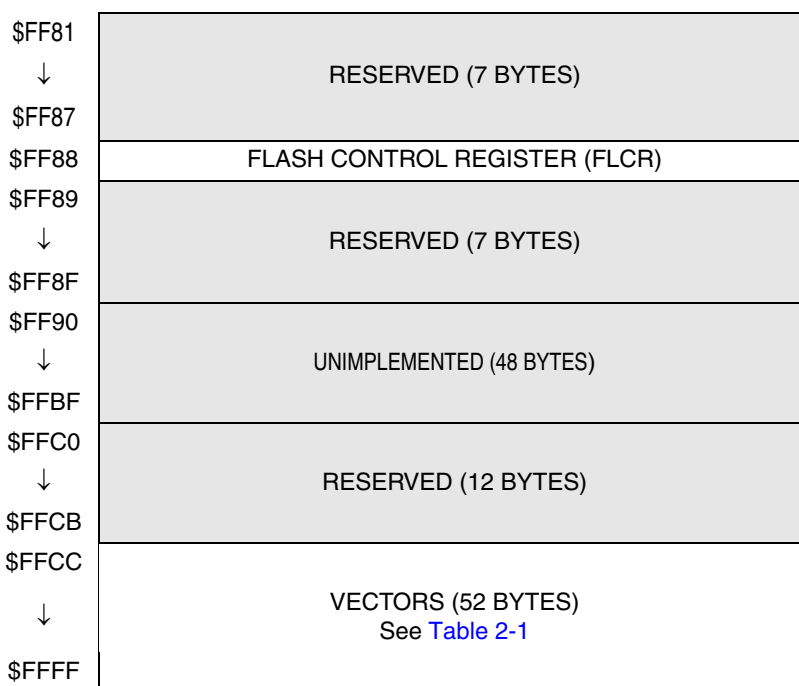 $FF81
↓
$FF87
RESERVED (7 BYTES)
$FF88
FLASH CONTROL REGISTER (FLCR)
$FF89
↓
$FF8F
RESERVED (7 BYTES)
$FF90
↓
$FFBF
UNIMPLEMENTED (48 BYTES)
$FFC0
↓
$FFCB
RESERVED (12 BYTES)
$FFCC
↓
$FFFF
VECTORS (52 BYTES)
See Table 2-1